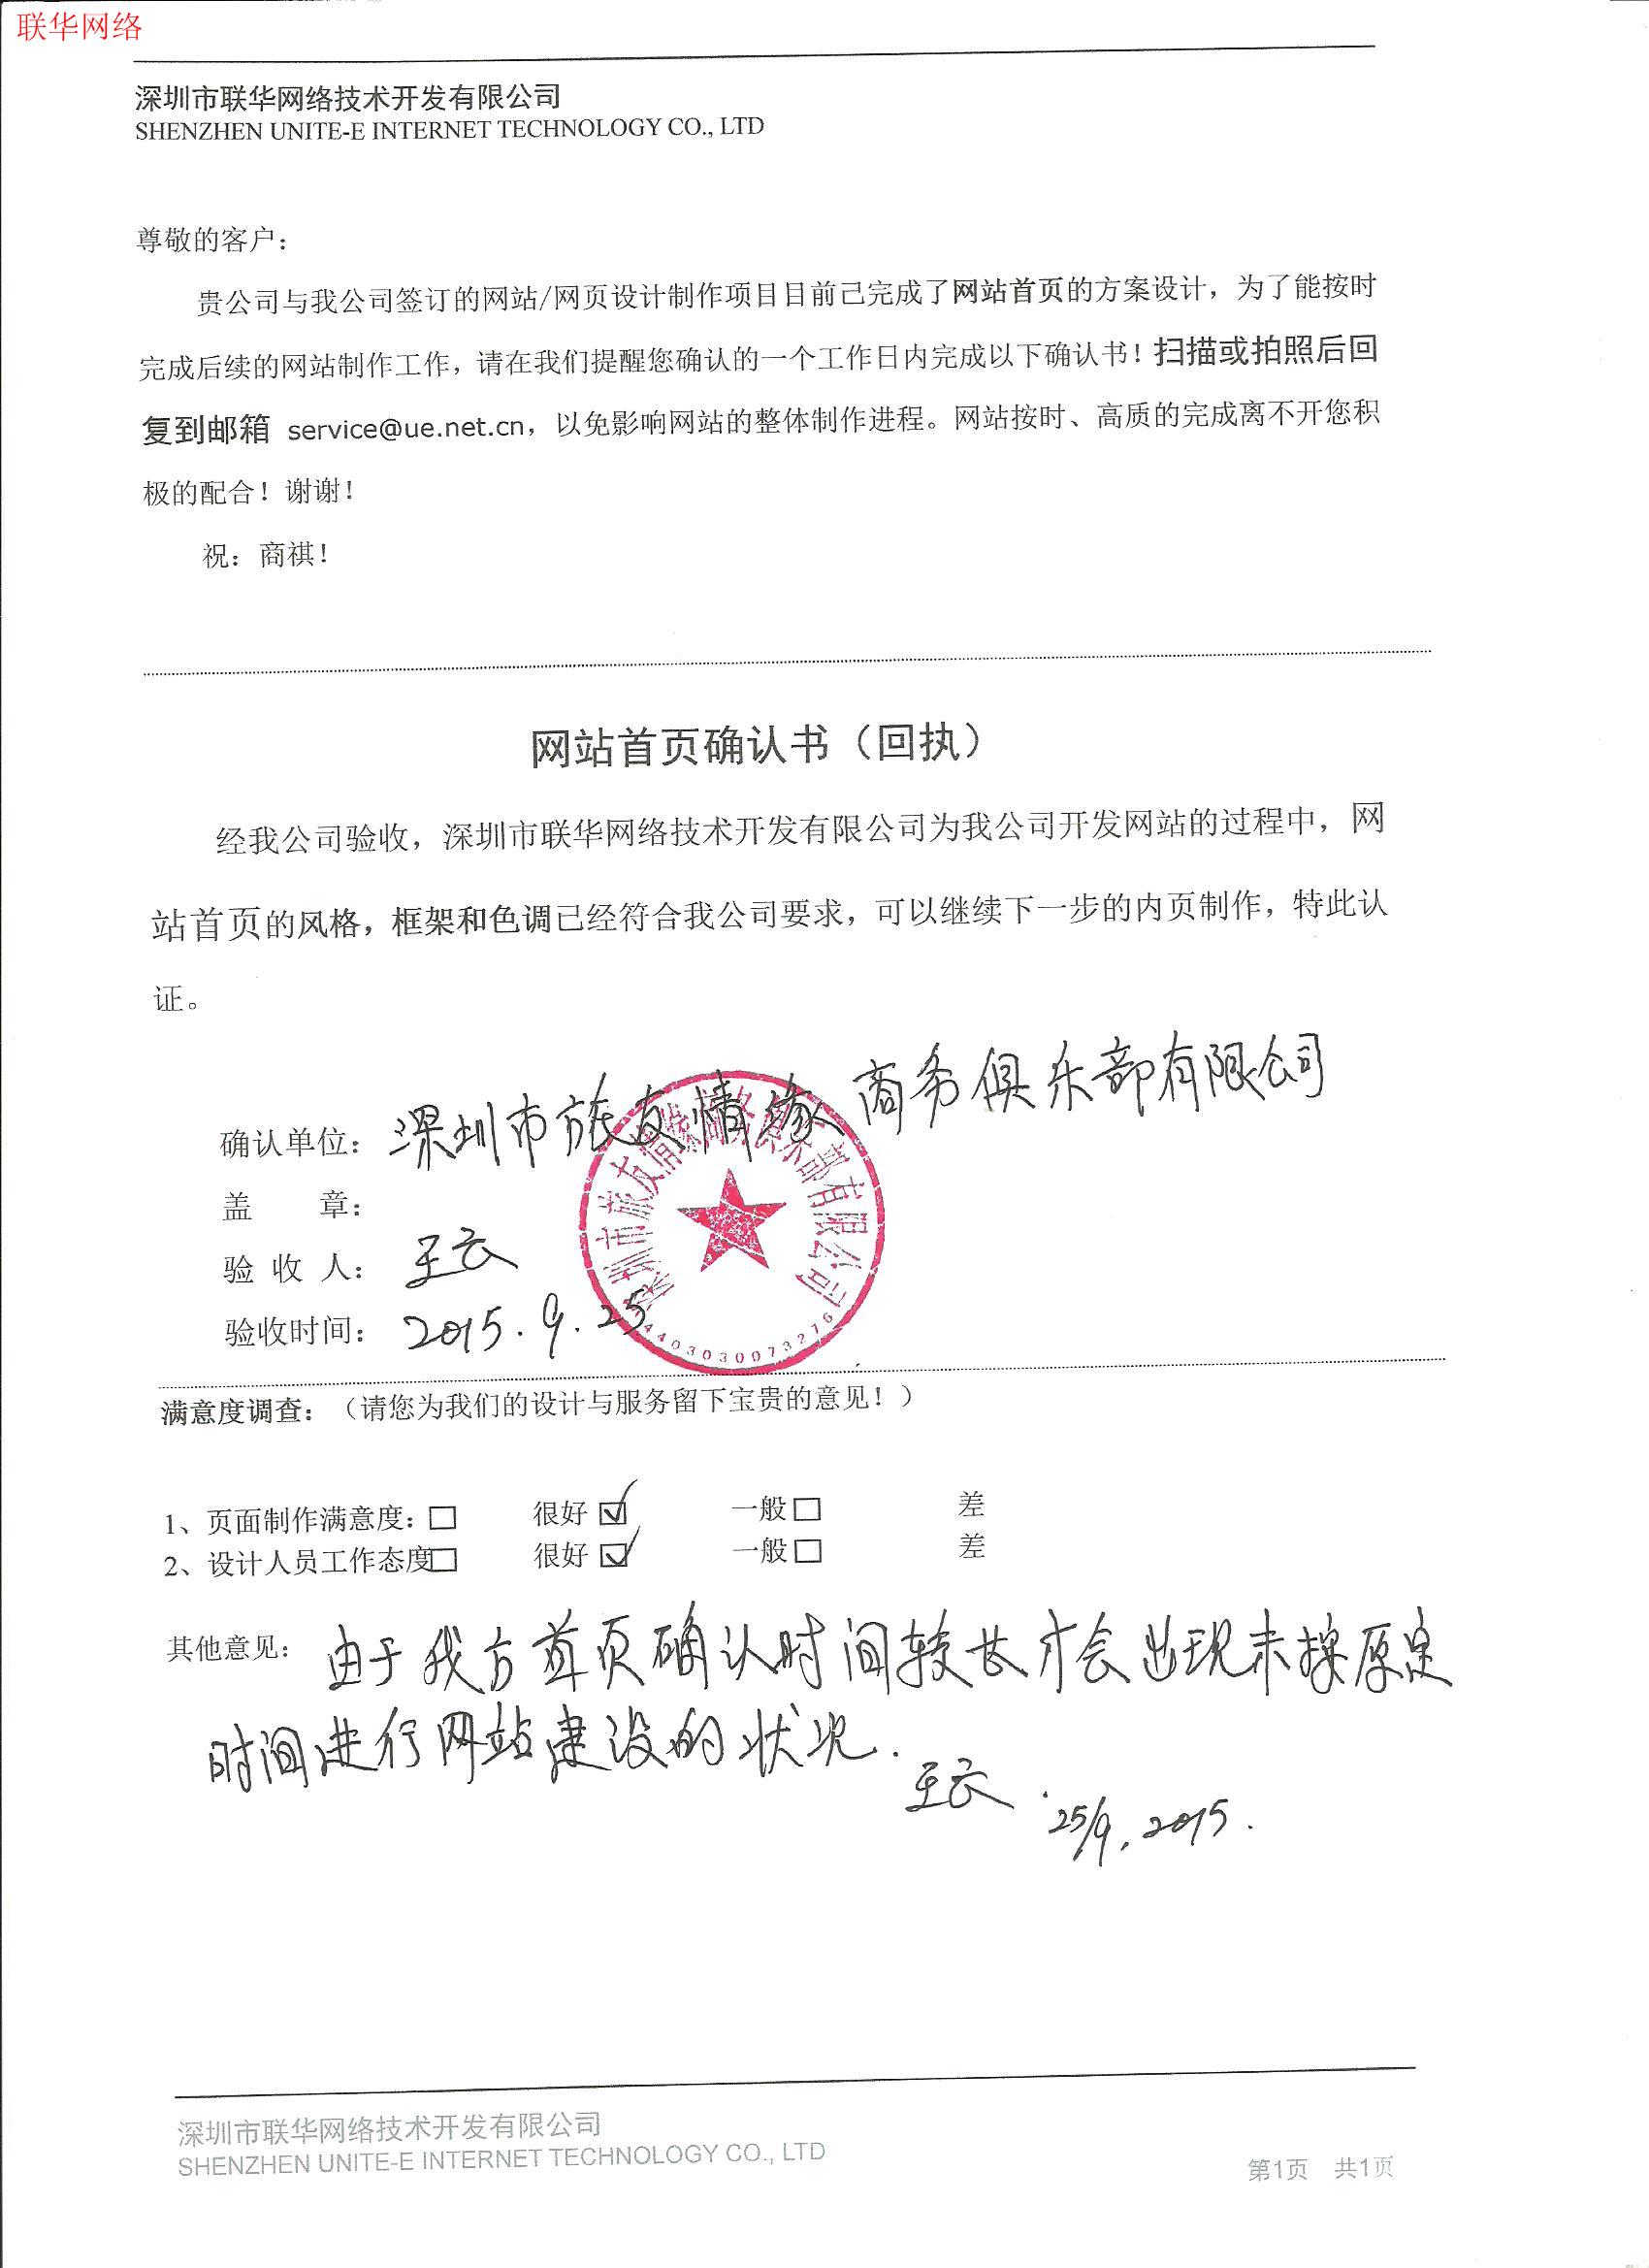 联华网络
深圳市联华网络技术开发有限公司
SHENZHEN UNITE-E INTERNET TECHNOLOGY CO., LTD
尊敬的客户：
贵公司与我公司签订的网站/网页设计制作项目目前已完成了网站首页的方案设计，为了能按时
完成后续的网站制作工作，请在我们提醒您确认的一个工作日内完成以下确认书！扫描或拍照后回
复到邮箱 service@ue.net.cn，以免影响网站的整体制作进程。网站按时、高质的完成离不开您积
极的配合！谢谢！
祝：商祺！
网站首页确认书（回执）
经我公司验收，深圳市联华网络技术开发有限公司为我公司开发网站的过程中，网
站首页的风格，框架和色调已经符合我公司要求，可以继续下一步的内页制作，特此认
证。
确认单位：深圳市旅友情缘商务俱乐部有限公司
盖 章：
深圳市旅友情缘商务俱乐部有限公司
4403030073276
验 收 人：王云
验收时间：2015.9.25
满意度调查：（请您为我们的设计与服务留下宝贵的意见！）
1、页面制作满意度：□ 很好 ☑ 一般□ 差
2、设计人员工作态度□ 很好 ☑ 一般□ 差
其他意见：由于我方首页确认时间较长才会出现未按原定
时间进行网站建设的状况.
王云.
25/9, 2015.
深圳市联华网络技术开发有限公司
SHENZHEN UNITE-E INTERNET TECHNOLOGY CO., LTD
第1页 共1页